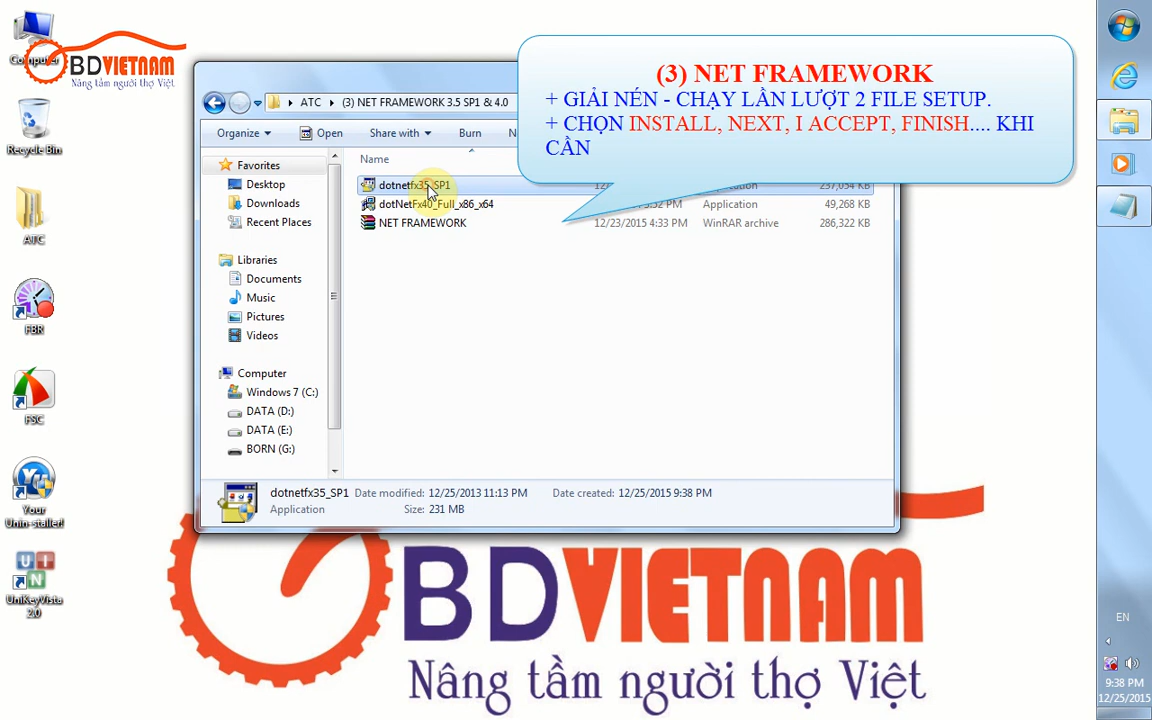 Computer
BDVIETNAM
Nâng tầm người thợ Việt
Recycle Bin
ATC
FBR
FSC
Your
Unin-staller!
UniKeyVista
2.0
ATC
(3) NET FRAMEWORK 3.5 SP1 & 4.0
Organize
Open
Share with
Burn
N
(3) NET FRAMEWORK
+ GIẢI NÉN - CHẠY LẦN LƯỢT 2 FILE SETUP.
+ CHỌN INSTALL, NEXT, I ACCEPT, FINISH.... KHI
CẦN
Favorites
Desktop
Downloads
Recent Places
Libraries
Documents
Music
Pictures
Videos
Computer
Windows 7 (C:)
DATA (D:)
DATA (E:)
BORN (G:)
Name
dotnetfx35_SP1 237,054 KB
dotNetFx40_Full_x86_x64 Application 49,268 KB
NET FRAMEWORK 12/23/2015 4:33 PM WinRAR archive 286,322 KB
dotnetfx35_SP1 Date modified: 12/25/2013 11:13 PM Date created: 12/25/2015 9:38 PM
Application Size: 231 MB
BDVIETNAM
Nâng tầm người thợ Việt
EN
9:38 PM
12/25/2015